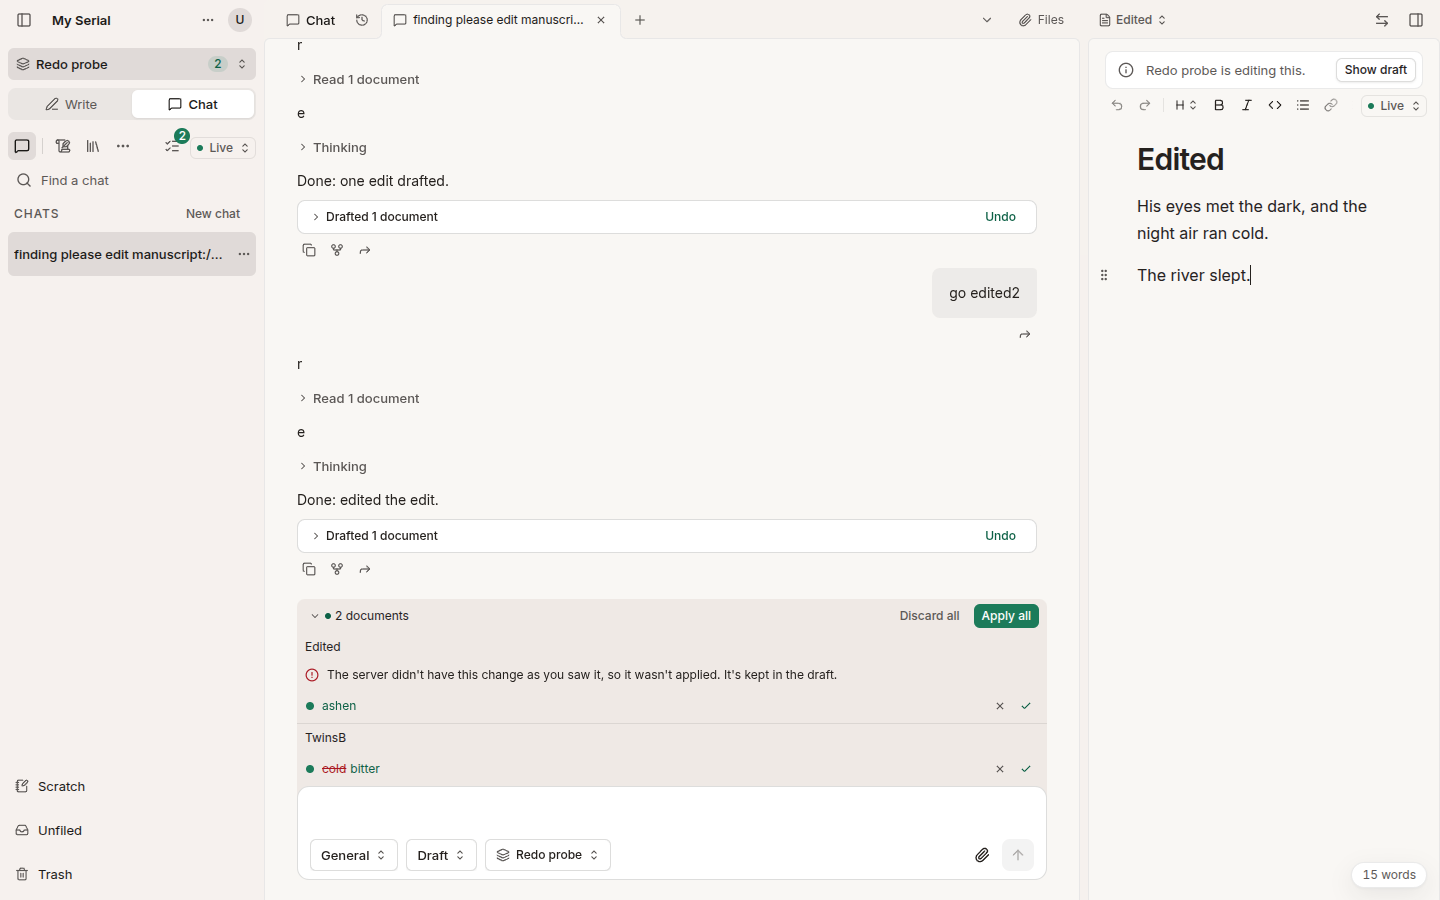 My Serial
U
Chat
finding please edit manuscri...
Files
Edited
Redo probe
2
Write
Chat
2
Live
Find a chat
CHATS
New chat
finding please edit manuscript:/...
Scratch
Unfiled
Trash
r
Read 1 document
e
Thinking
Done: one edit drafted.
Drafted 1 document
Undo
go edited2
r
Read 1 document
e
Thinking
Done: edited the edit.
Drafted 1 document
Undo
2 documents
Discard all
Apply all
Edited
The server didn't have this change as you saw it, so it wasn't applied. It's kept in the draft.
ashen
TwinsB
cold bitter
General
Draft
Redo probe
Redo probe is editing this.
Show draft
H
B
I
Live
Edited
His eyes met the dark, and the
night air ran cold.
The river slept.
15 words